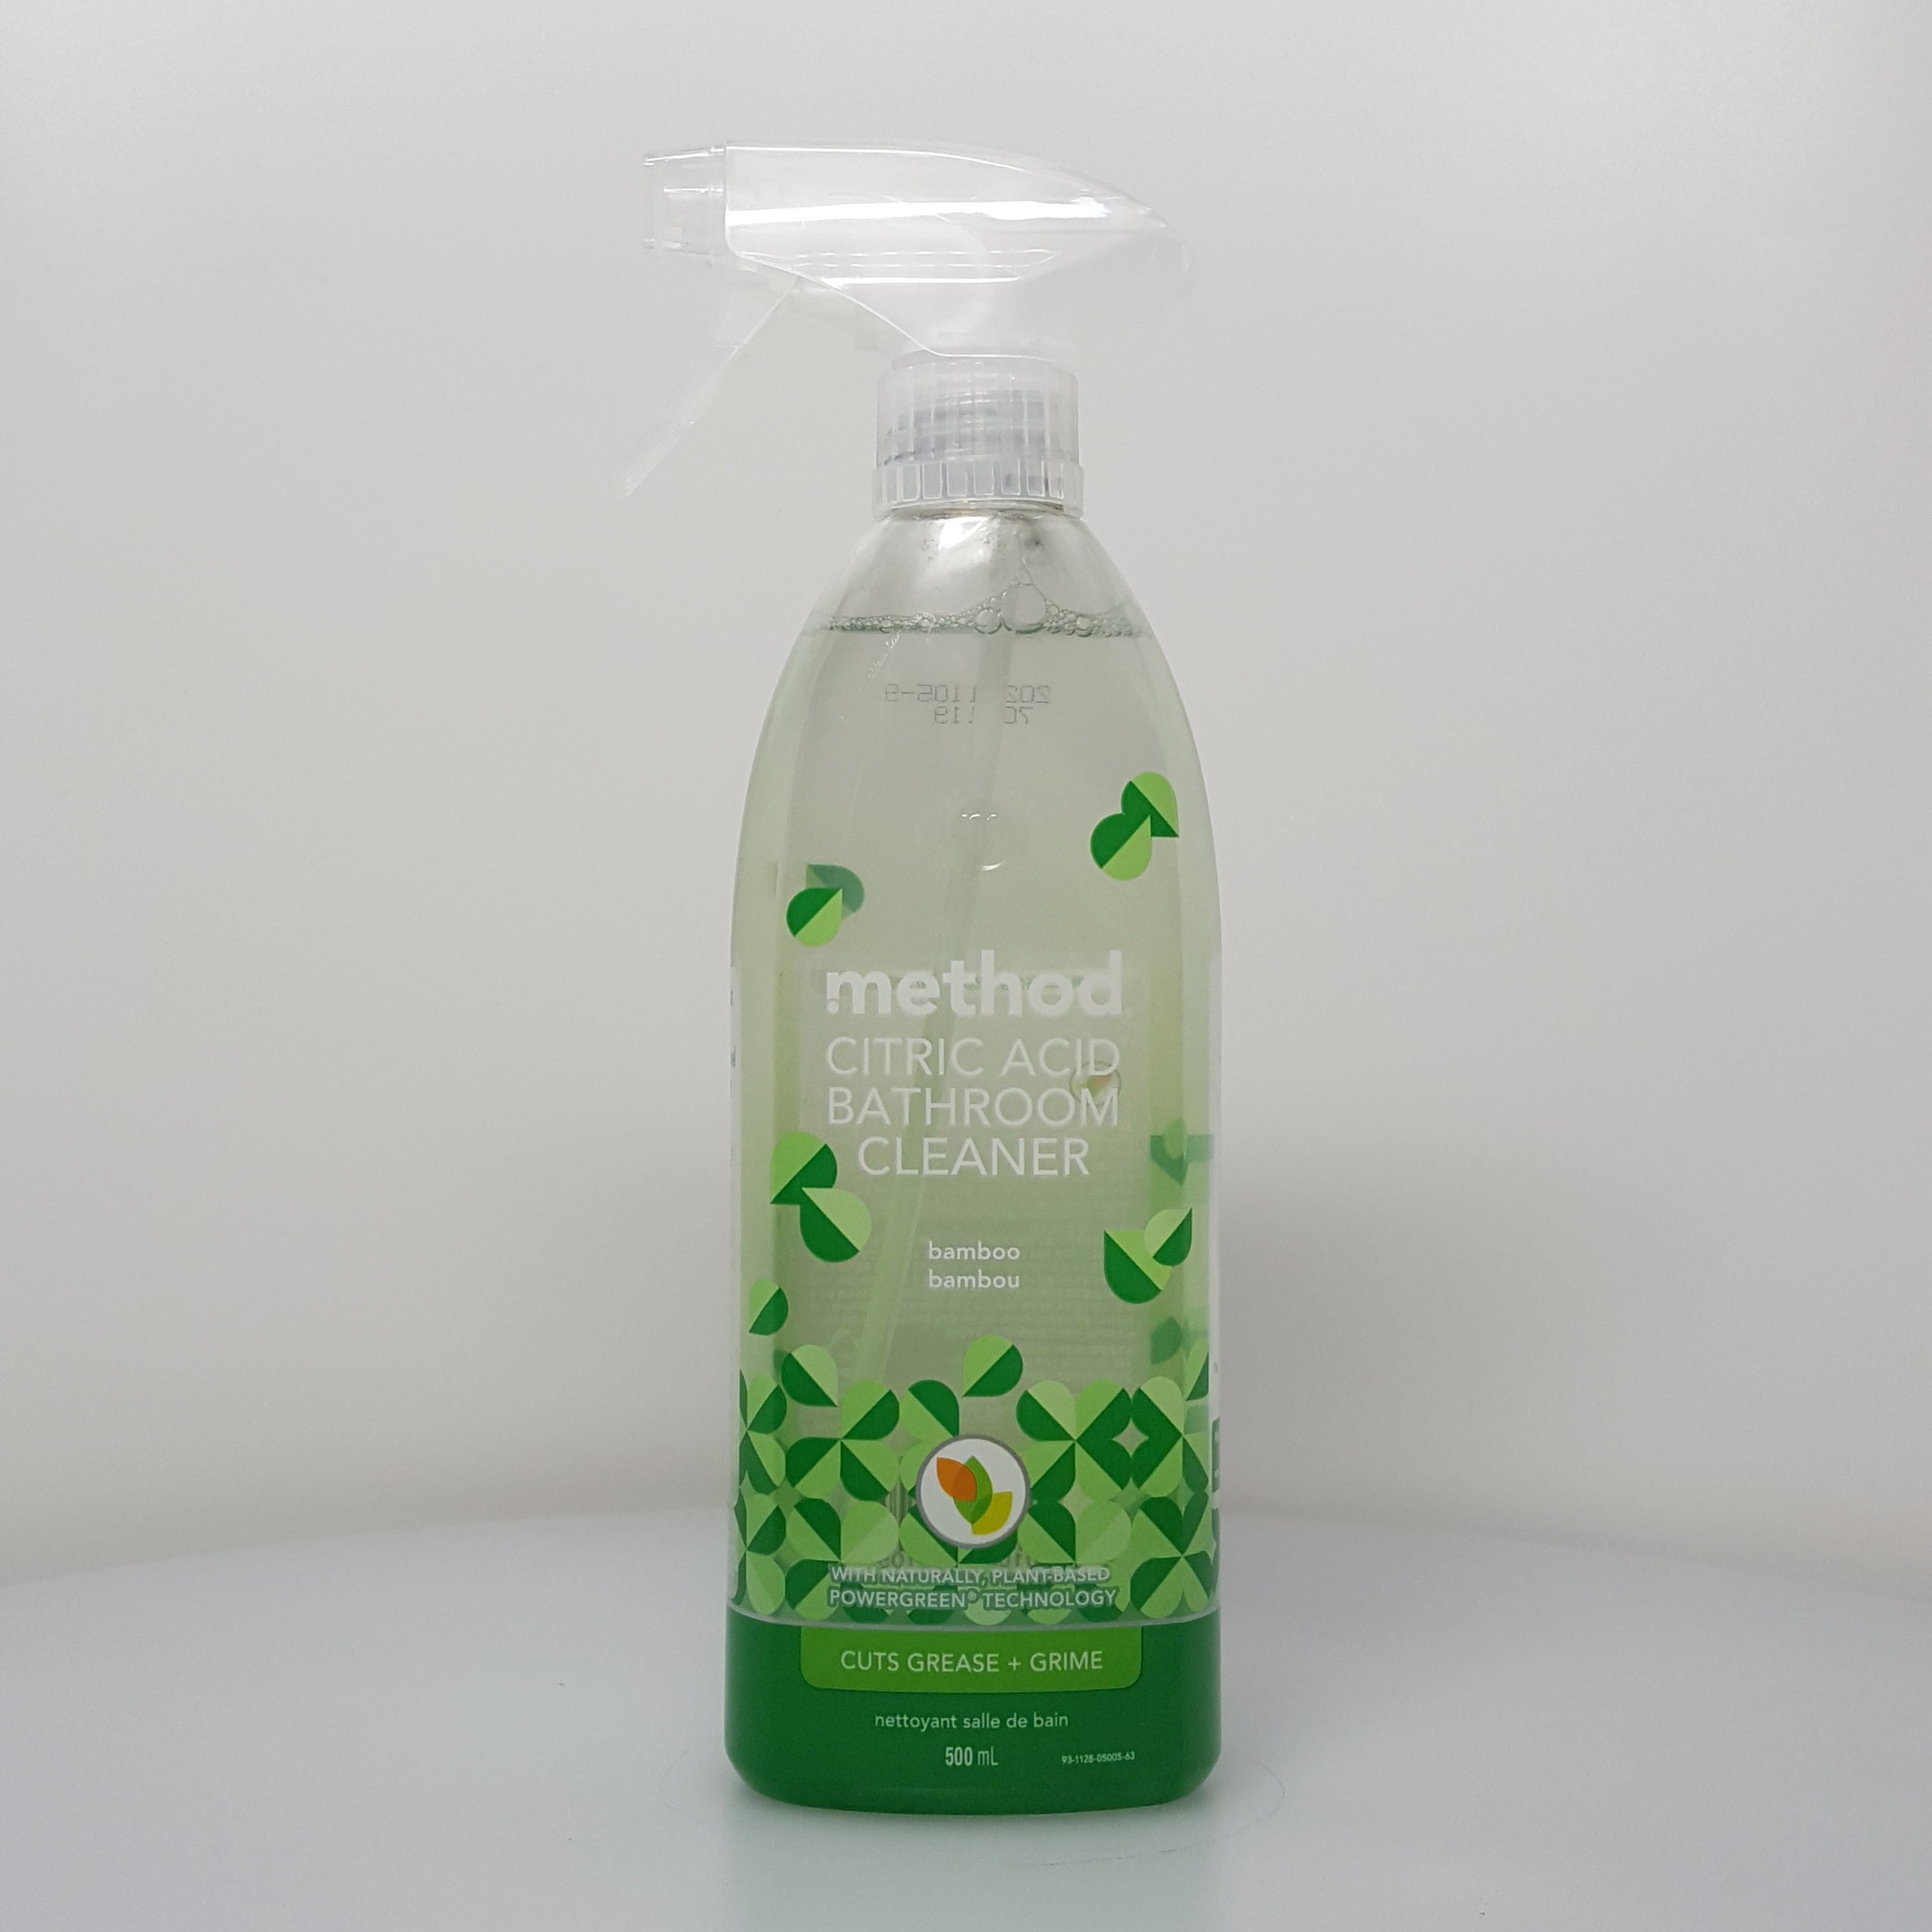 method
CITRIC ACID
BATHROOM
CLEANER
bamboo
bambou
WITH NATURALLY, PLANT-BASED
POWERGREEN® TECHNOLOGY
CUTS GREASE + GRIME
nettoyant salle de bain
500 mL
93-1128-05005-63